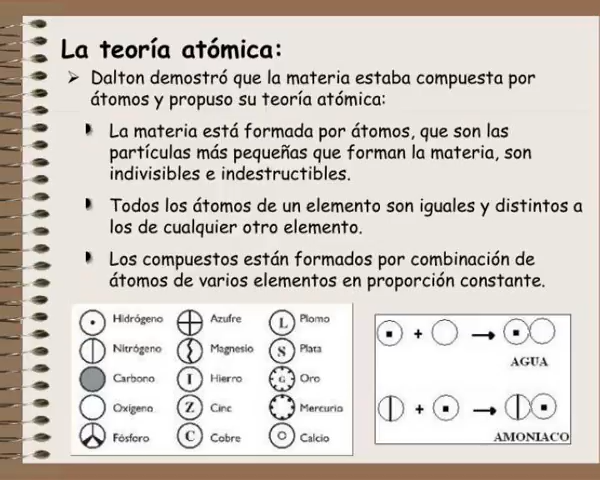 La teoría atómica:
Dalton demostró que la materia estaba compuesta por
átomos y propuso su teoría atómica:
La materia está formada por átomos, que son las
partículas más pequeñas que forman la materia, son
indivisibles e indestructibles.
Todos los átomos de un elemento son iguales y distintos a
los de cualquier otro elemento.
Los compuestos están formados por combinación de
átomos de varios elementos en proporción constante.
Hidrógeno Azufre L Plomo
Nitrógeno Magnesio S Plata
Carbono I Hierro G Oro
Oxígeno Z Cinc Mercurio
Fósforo C Cobre Calcio
+
AGUA
+
AMONIACO